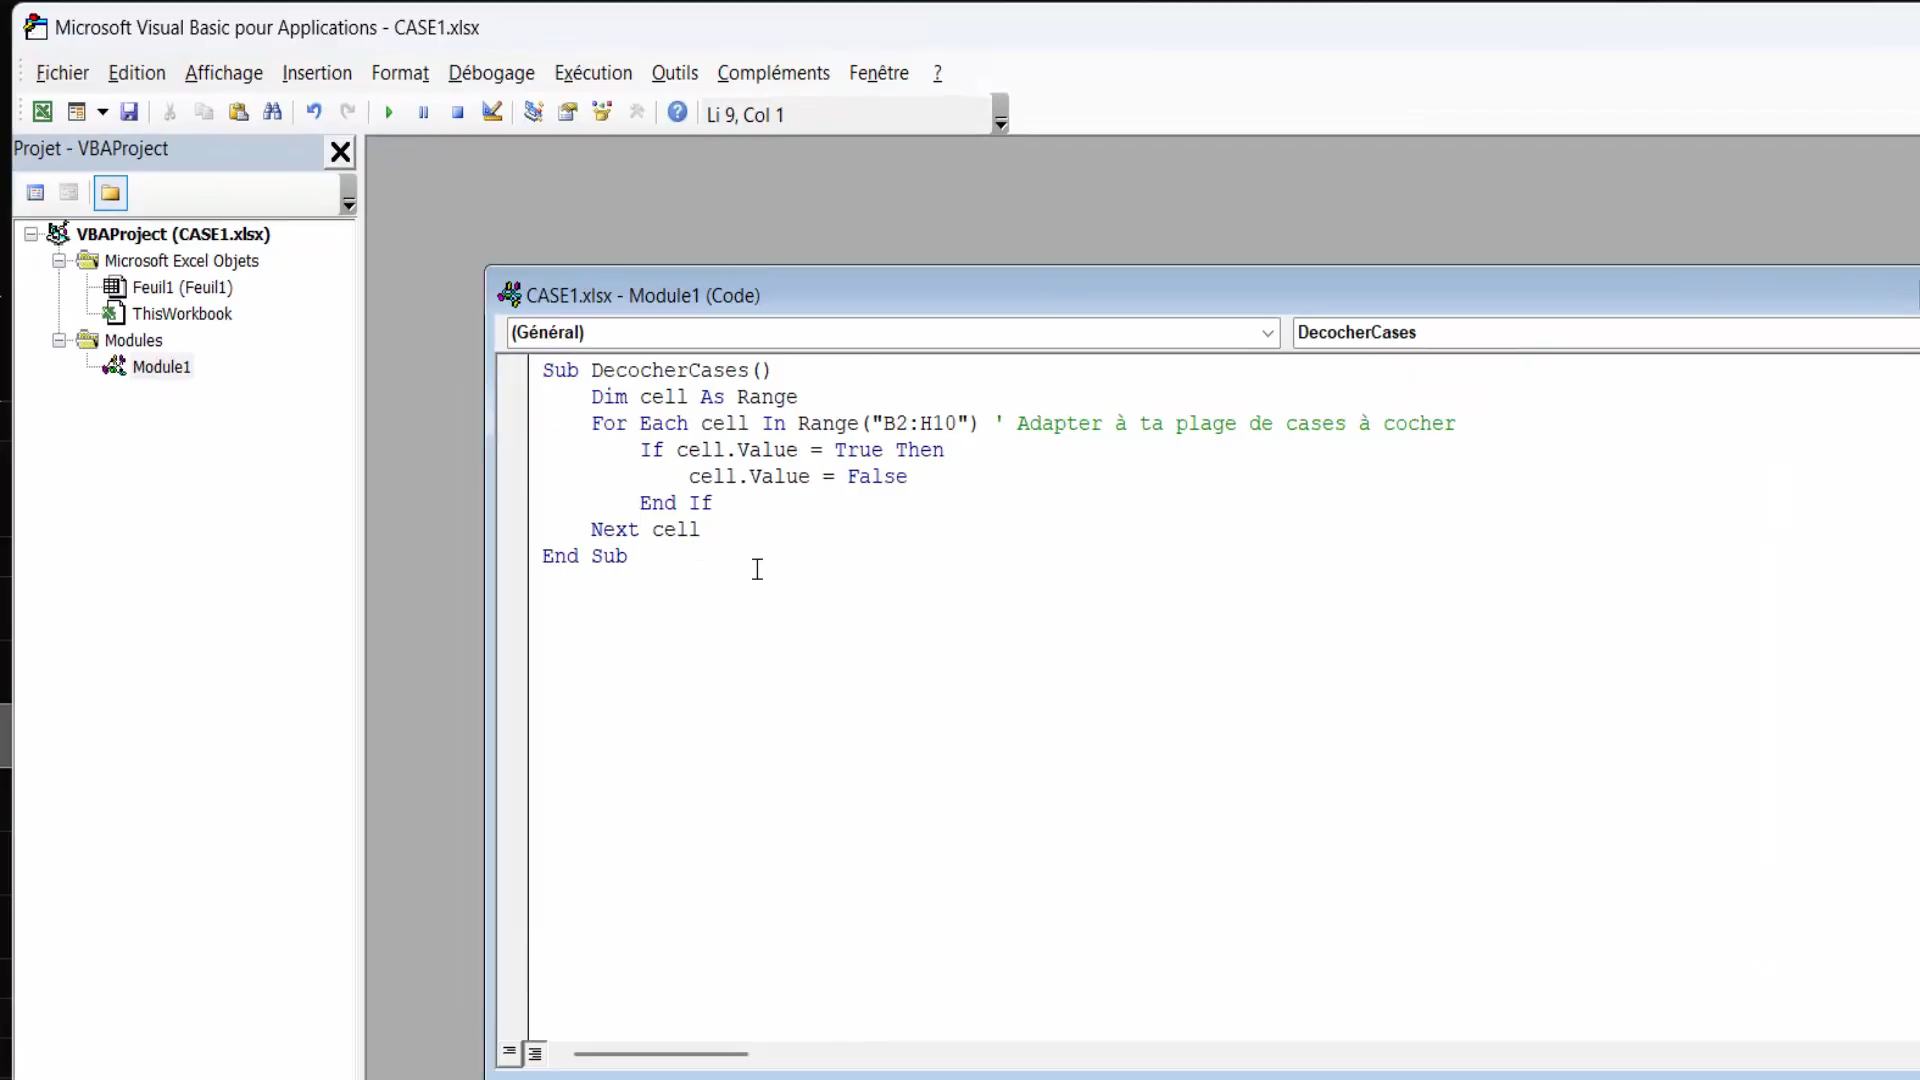 Microsoft Visual Basic pour Applications - CASE1.xlsx
Fichier Edition Affichage Insertion Format Débogage Exécution Outils Compléments Fenêtre ?
Li 9, Col 1
Projet - VBAProject
VBAProject (CASE1.xlsx)
Microsoft Excel Objets
Feuil1 (Feuil1)
ThisWorkbook
Modules
Module1
CASE1.xlsx - Module1 (Code)
(Général) DecocherCases
Sub DecocherCases()
    Dim cell As Range
    For Each cell In Range("B2:H10") ' Adapter à ta plage de cases à cocher
        If cell.Value = True Then
            cell.Value = False
        End If
    Next cell
End Sub